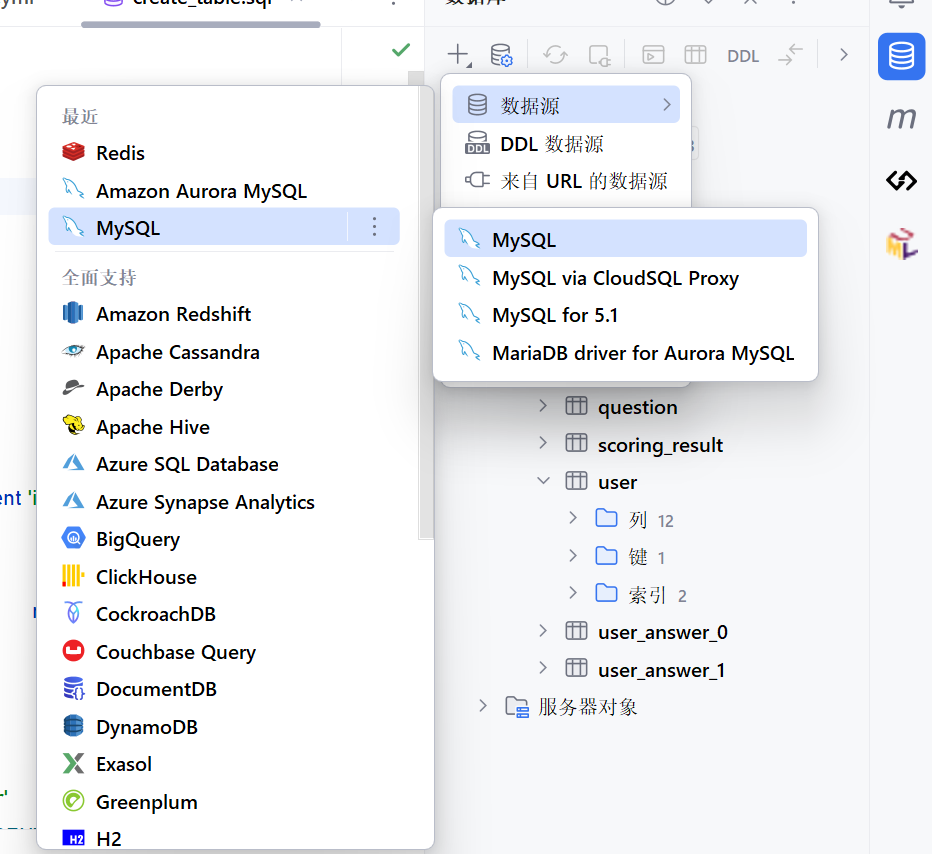 create_table.sql
数据库
DDL
数据源
DDL 数据源
来自 URL 的数据源
最近
Redis
Amazon Aurora MySQL
MySQL
全面支持
Amazon Redshift
Apache Cassandra
Apache Derby
Apache Hive
Azure SQL Database
Azure Synapse Analytics
BigQuery
ClickHouse
CockroachDB
Couchbase Query
DocumentDB
DynamoDB
Exasol
Greenplum
H2
MySQL
MySQL via CloudSQL Proxy
MySQL for 5.1
MariaDB driver for Aurora MySQL
question
scoring_result
user
列 12
键 1
索引 2
user_answer_0
user_answer_1
服务器对象